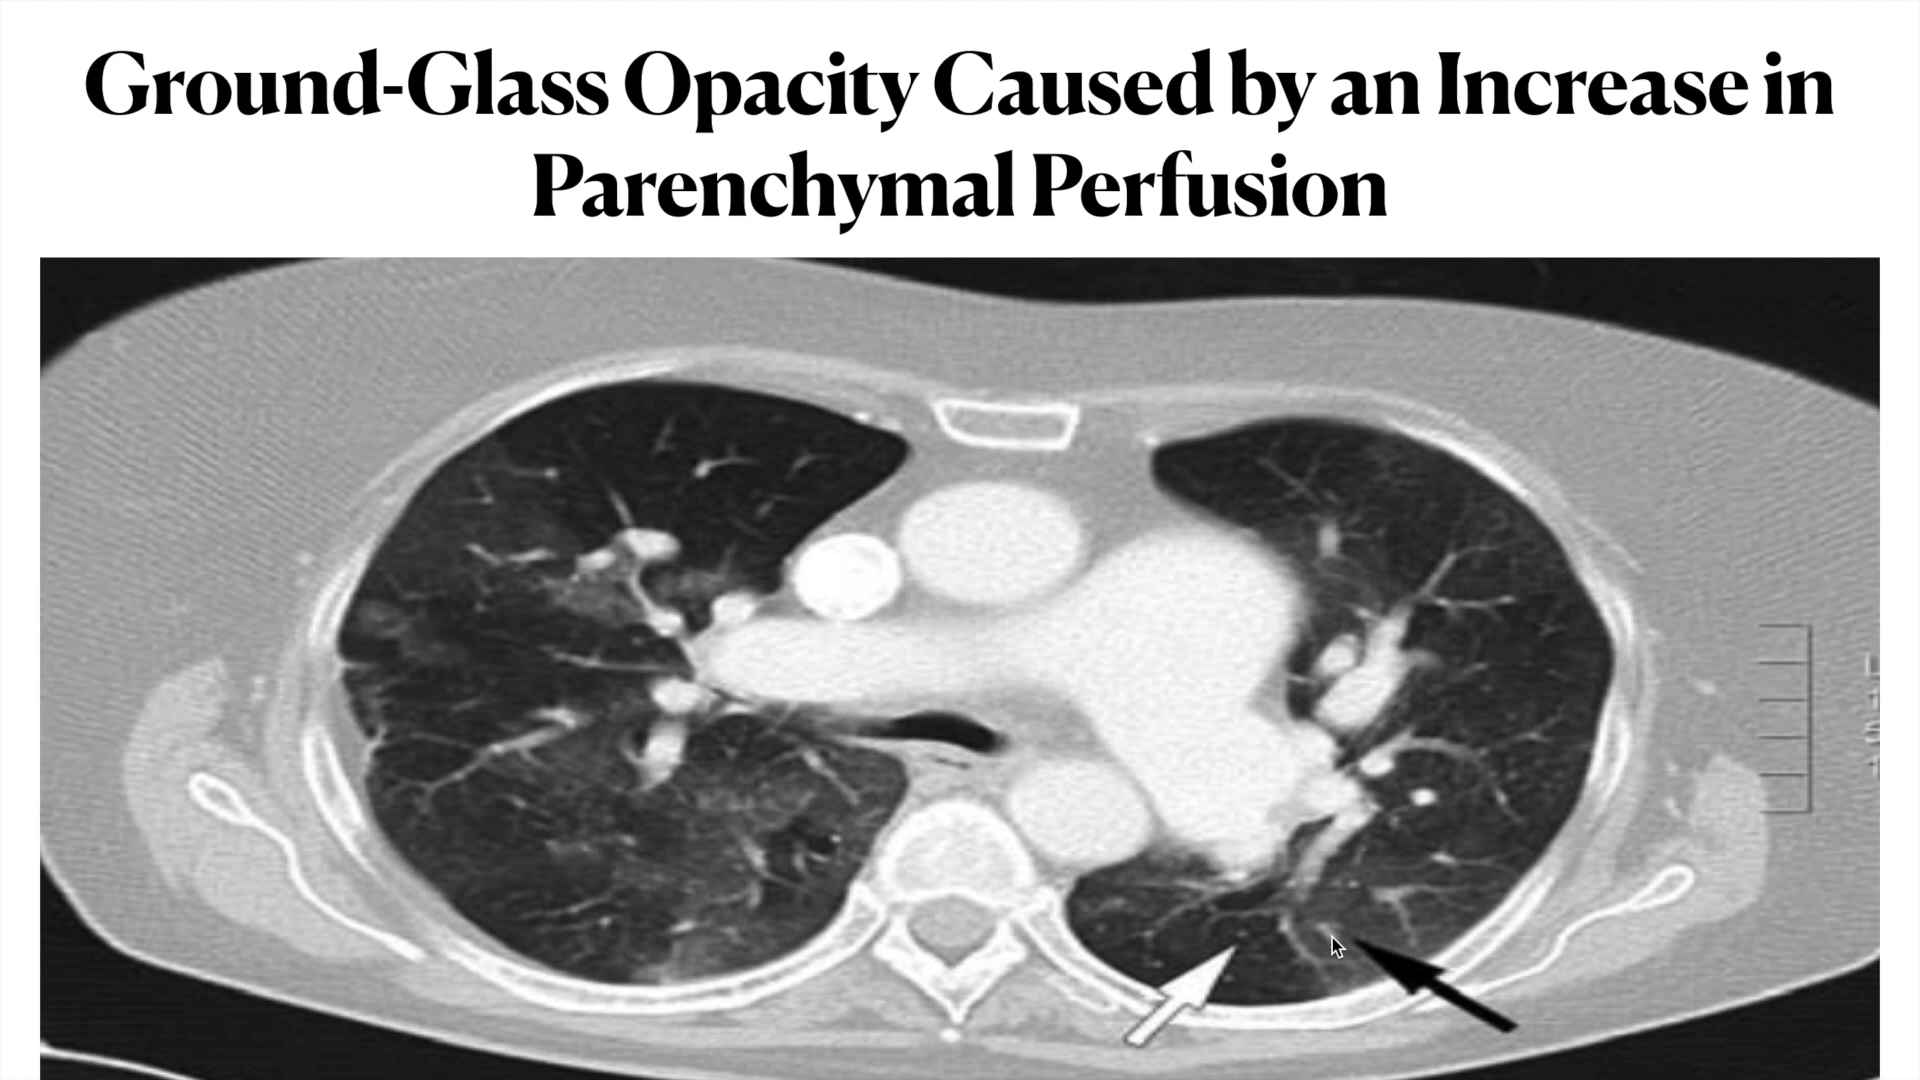 Ground-Glass Opacity Caused by an Increase in
Parenchymal Perfusion